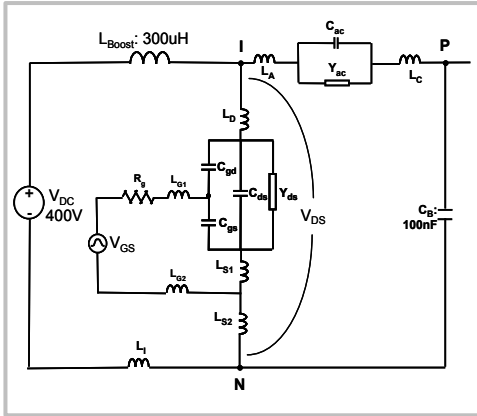 L_Boost: 300uH
I
P
C_ac
Y_ac
L_A
L_C
L_D
C_gd
C_ds
Y_ds
R_g
L_G1
C_gs
V_DC
400V
V_GS
V_DS
C_B:
100nF
L_S1
L_G2
L_S2
L_I
N
+
-